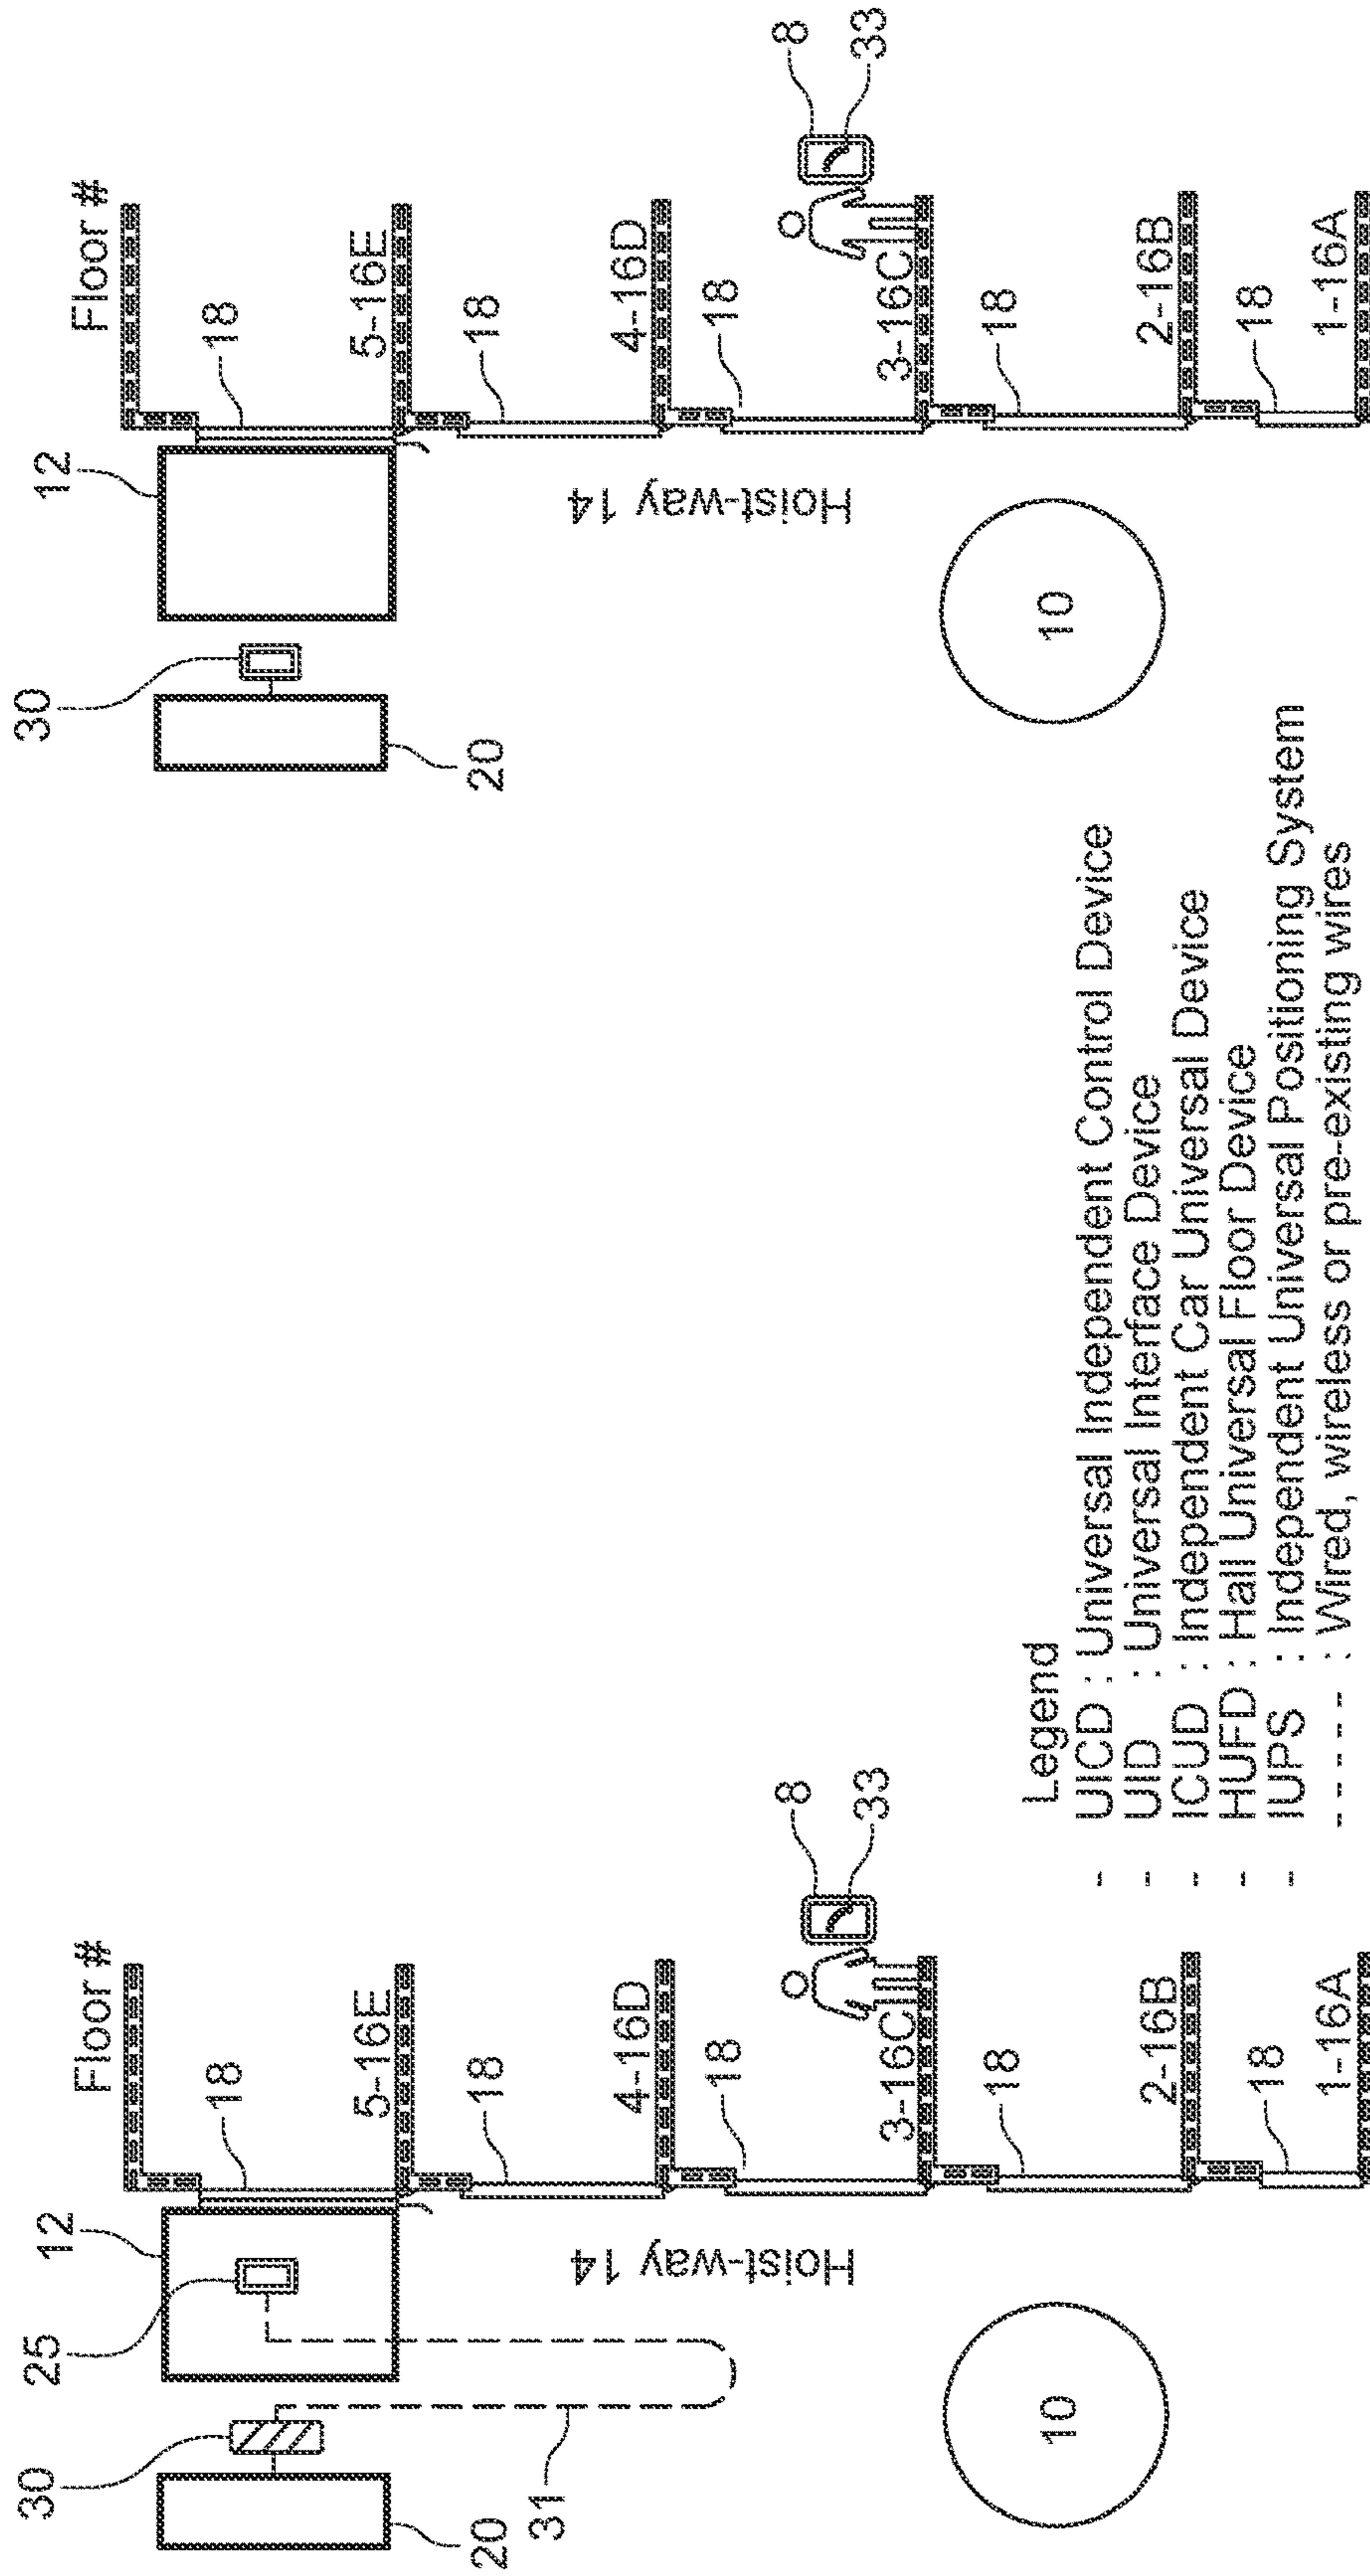 Floor #
12
18
25
30
5-16E
18
20
31
4-16D
18
8
33
Hoist-way 14
3-16C
18
10
2-16B
18
1-16A
Floor #
12
18
30
5-16E
18
20
4-16D
18
8
33
Hoist-way 14
3-16C
18
10
2-16B
18
1-16A
Legend
- UICD : Universal Independent Control Device
- UID : Universal Interface Device
- ICUD : Independent Car Universal Device
- HUFD : Hall Universal Floor Device
- IUPS : Independent Universal Positioning System
- - - - - : Wired, wireless or pre-existing wires